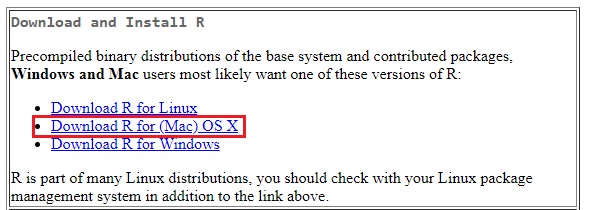 Download and Install R
Precompiled binary distributions of the base system and contributed packages,
Windows and Mac users most likely want one of these versions of R:
• Download R for Linux
• Download R for (Mac) OS X
• Download R for Windows
R is part of many Linux distributions, you should check with your Linux package
management system in addition to the link above.